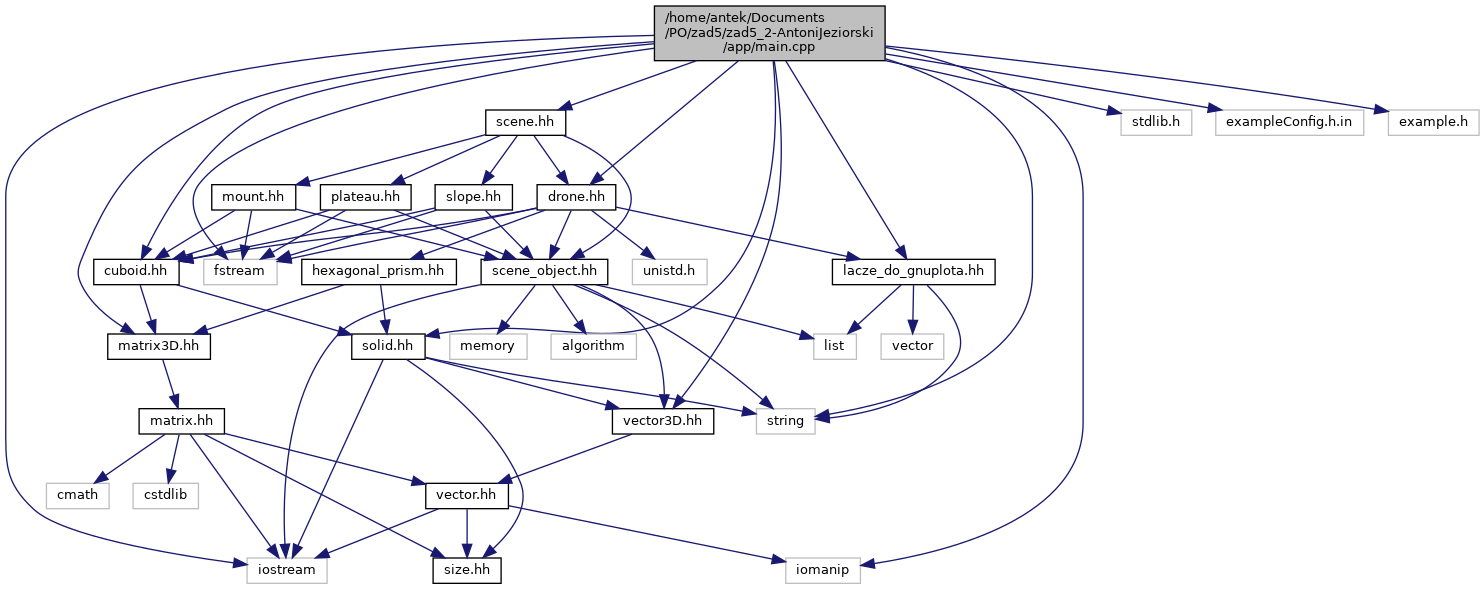 /home/antek/Documents
/PO/zad5/zad5_2-AntoniJeziorski
/app/main.cpp
scene.hh
stdlib.h
exampleConfig.h.in
example.h
mount.hh
plateau.hh
slope.hh
drone.hh
cuboid.hh
fstream
hexagonal_prism.hh
scene_object.hh
unistd.h
lacze_do_gnuplota.hh
matrix3D.hh
solid.hh
memory
algorithm
list
vector
matrix.hh
vector3D.hh
string
cmath
cstdlib
vector.hh
iostream
size.hh
iomanip